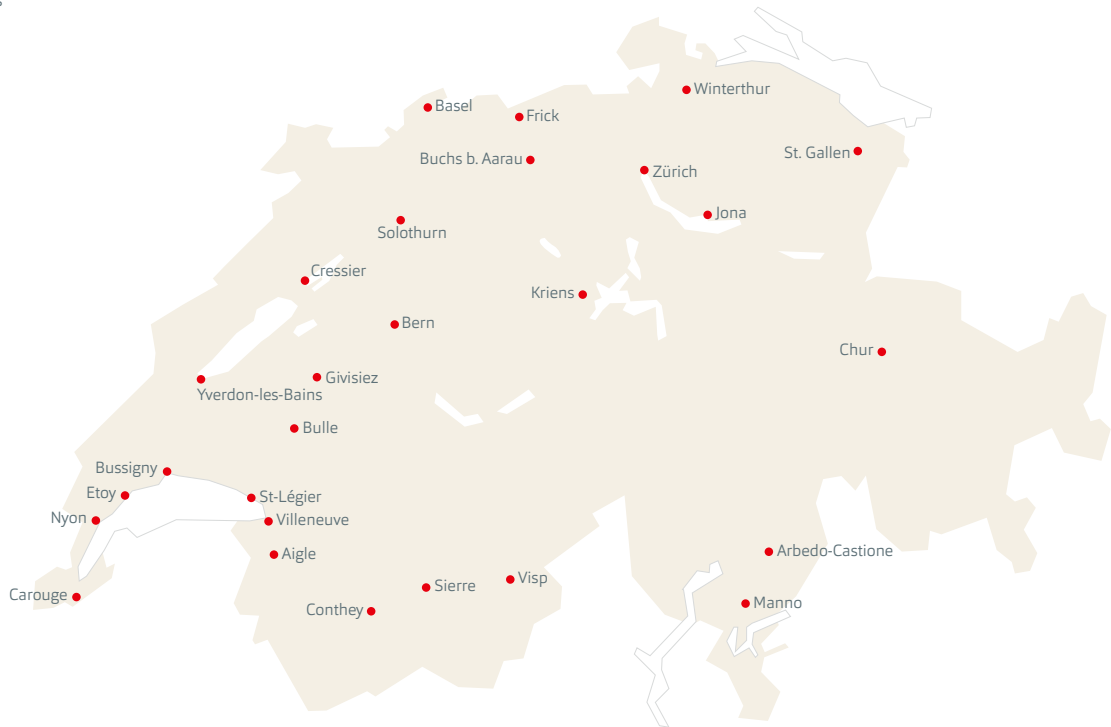 Winterthur
Basel
Frick
St. Gallen
Buchs b. Aarau
Zürich
Jona
Solothurn
Cressier
Kriens
Bern
Chur
Givisiez
Yverdon-les-Bains
Bulle
Bussigny
Etoy
St-Légier
Nyon
Villeneuve
Arbedo-Castione
Aigle
Visp
Sierre
Carouge
Manno
Conthey